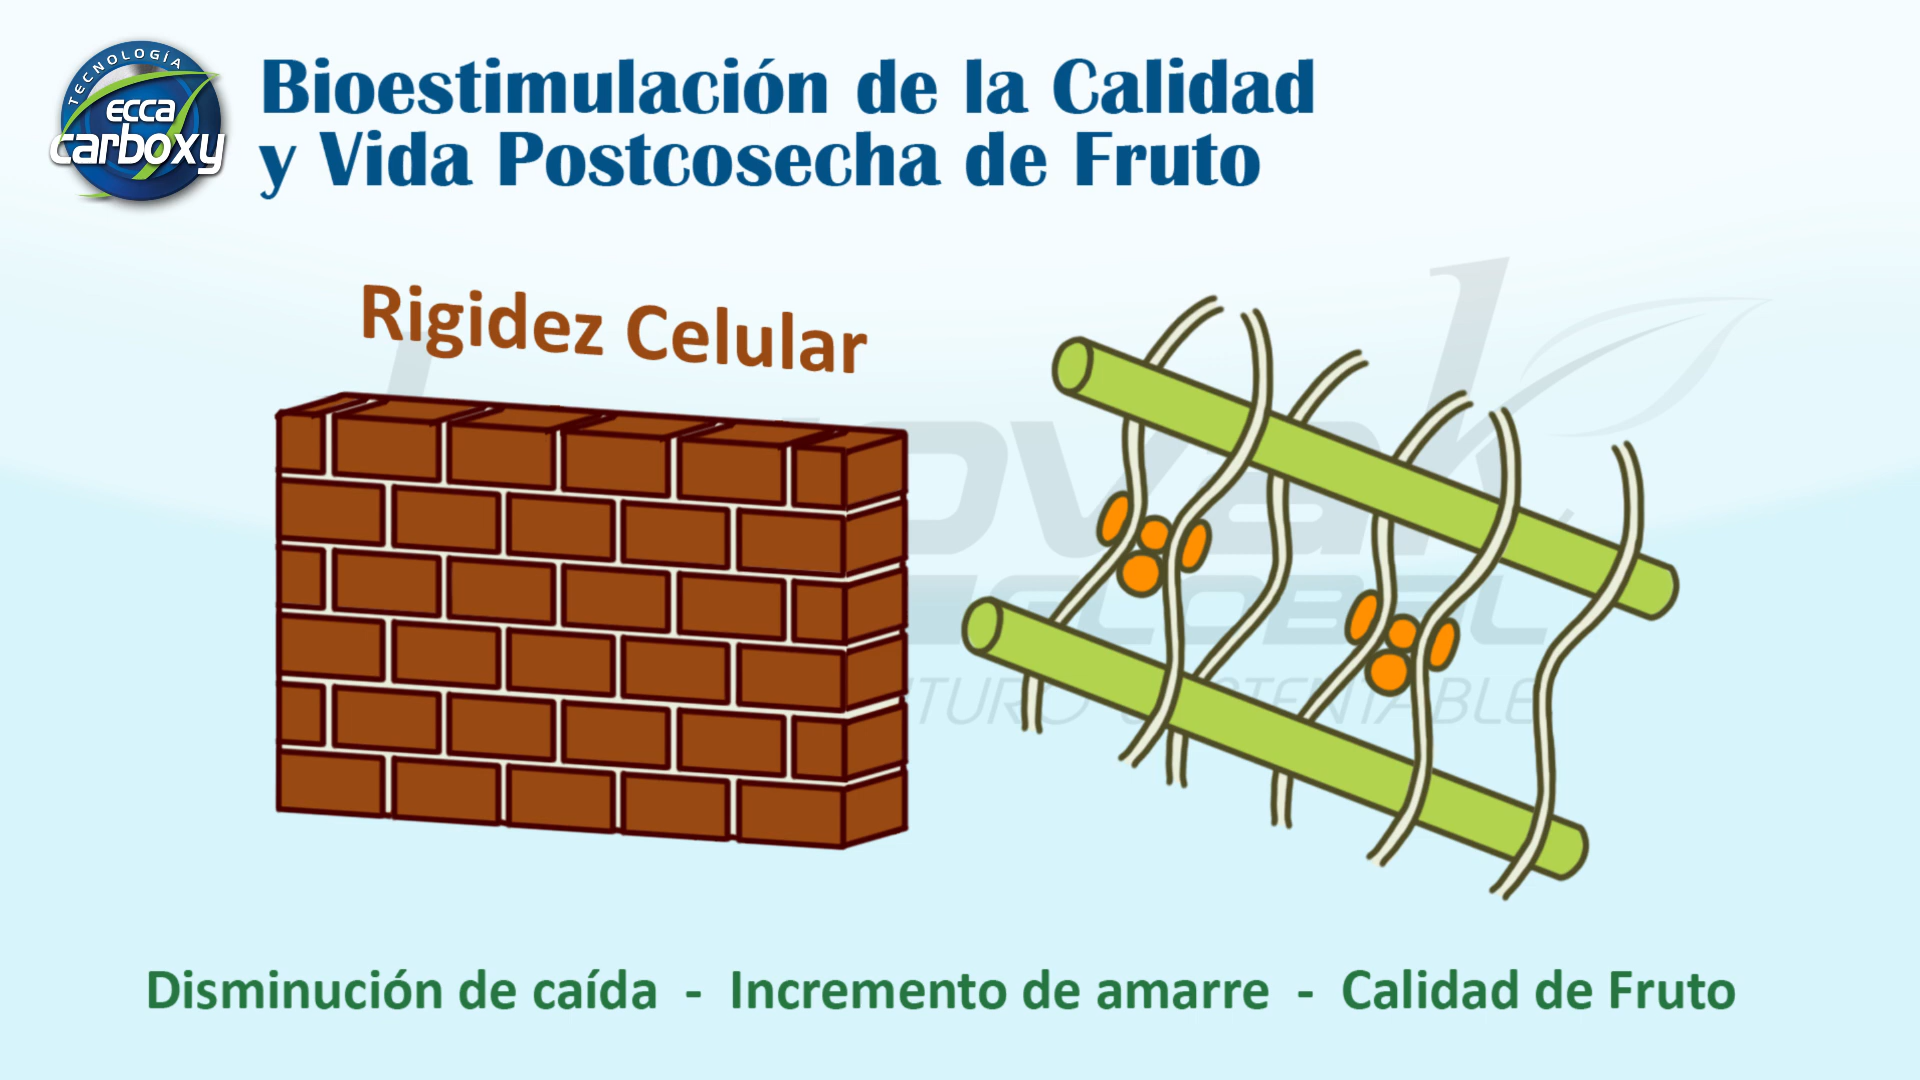 TECNOLOGÍA
ecca
carboxy
Bioestimulación de la Calidad
y Vida Postcosecha de Fruto
Rigidez Celular
GLOBAL
Disminución de caída - Incremento de amarre - Calidad de Fruto